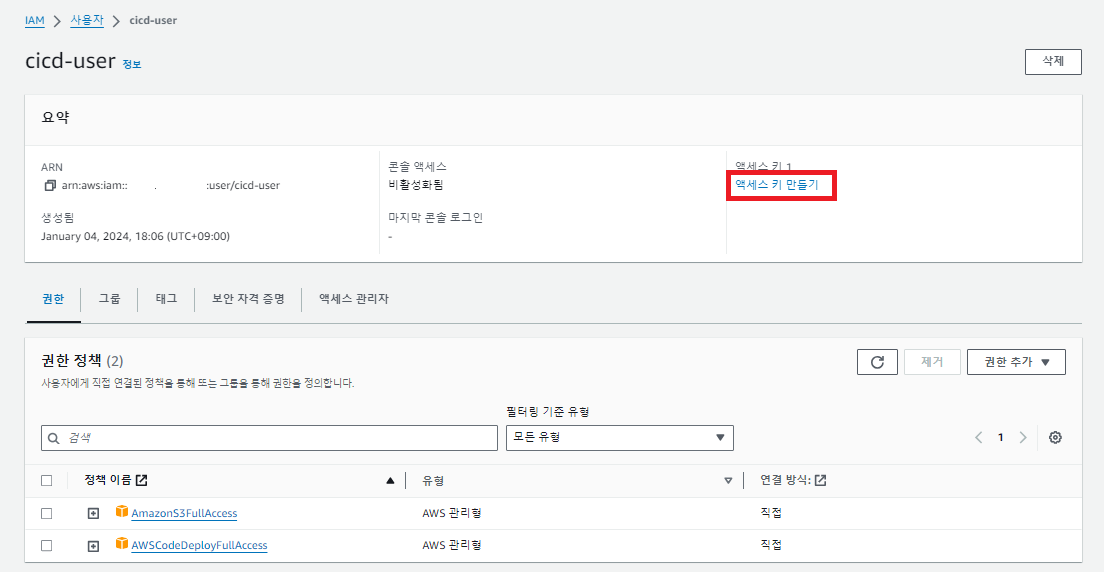 IAM > 사용자 > cicd-user
cicd-user 정보
삭제
요약
ARN
arn:aws:iam:: . :user/cicd-user
생성됨
January 04, 2024, 18:06 (UTC+09:00)
콘솔 액세스
비활성화됨
마지막 콘솔 로그인
-
액세스 키 1
액세스 키 만들기
권한 그룹 태그 보안 자격 증명 액세스 관리자
권한 정책 (2)
제거 권한 추가
사용자에게 직접 연결된 정책을 통해 또는 그룹을 통해 권한을 정의합니다.
필터링 기준 유형
검색 모든 유형 1
정책 이름 유형 연결 방식:
AmazonS3FullAccess AWS 관리형 직접
AWSCodeDeployFullAccess AWS 관리형 직접